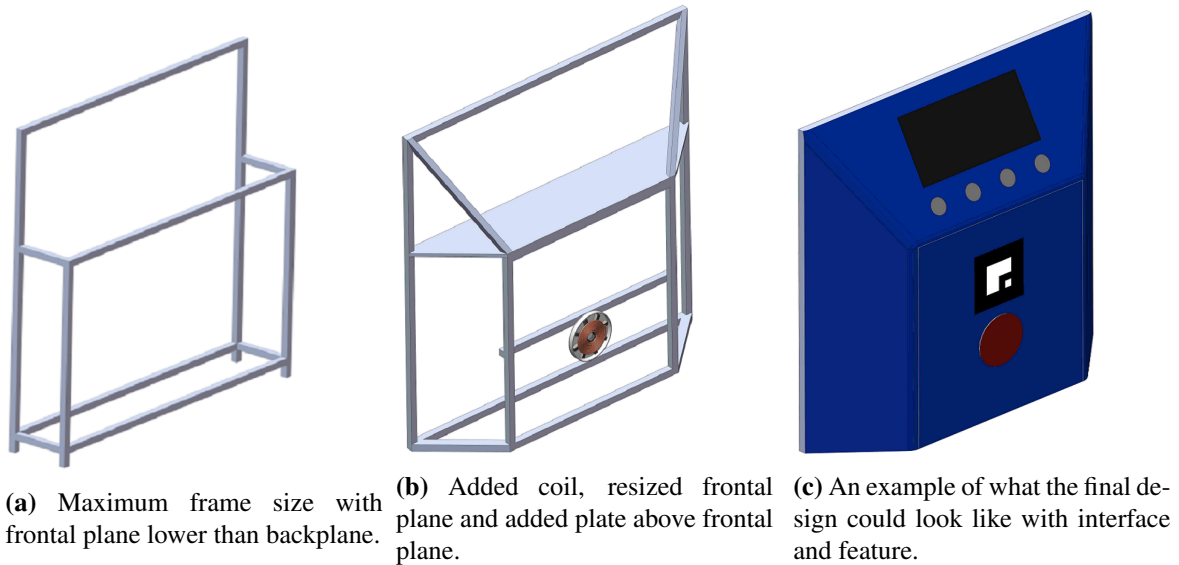 (a) Maximum frame size with
frontal plane lower than backplane.
(b) Added coil, resized frontal
plane and added plate above frontal
plane.
(c) An example of what the final de-
sign could look like with interface
and feature.